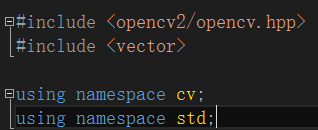 #include <opencv2/opencv.hpp>
#include <vector>
using namespace cv;
using namespace std;